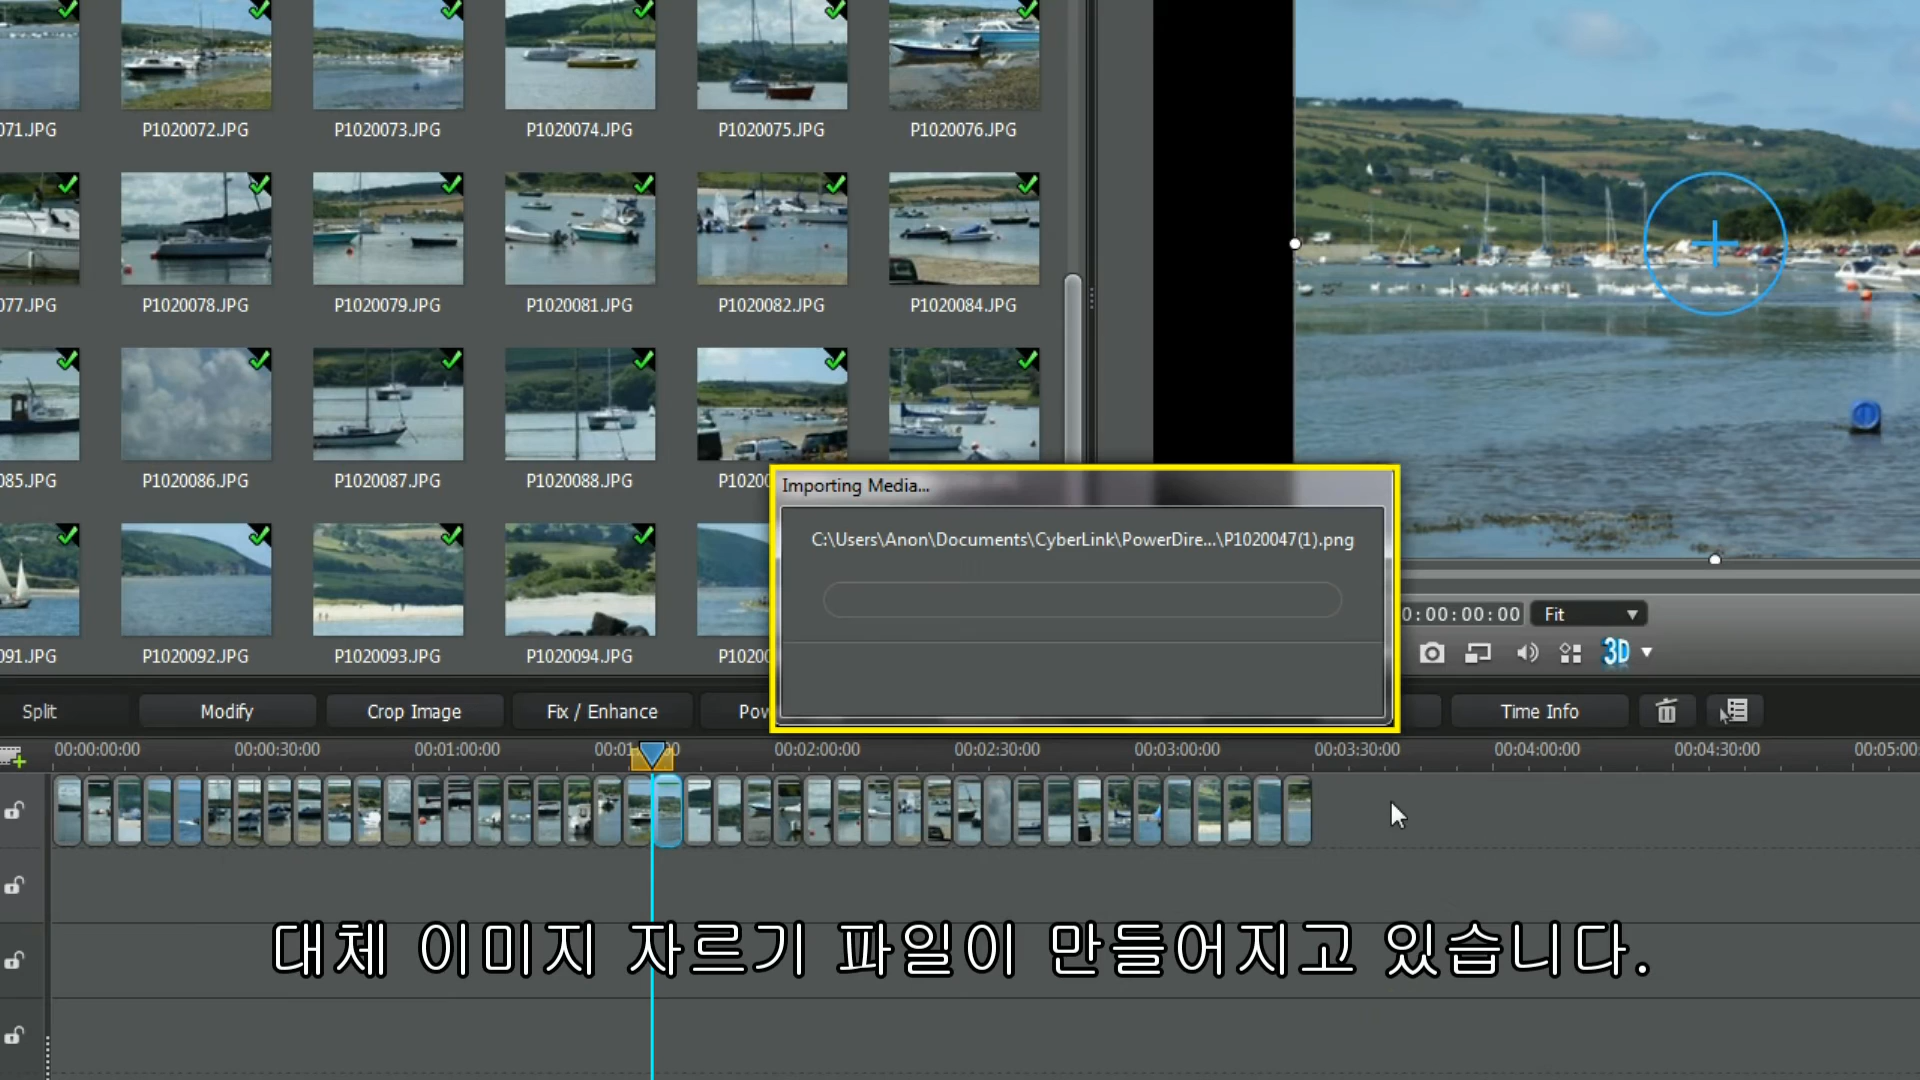 071.JPG
P1020072.JPG
P1020073.JPG
P1020074.JPG
P1020075.JPG
P1020076.JPG
077.JPG
P1020078.JPG
P1020079.JPG
P1020081.JPG
P1020082.JPG
P1020084.JPG
085.JPG
P1020086.JPG
P1020087.JPG
P1020088.JPG
P1020
Importing Media...
C:\Users\Anon\Documents\CyberLink\PowerDire...\P1020047(1).png
091.JPG
P1020092.JPG
P1020093.JPG
P1020094.JPG
P1020
0:00:00:00
Fit
3D
Split
Modify
Crop Image
Fix / Enhance
Pow
Time Info
00:00:00:00
00:00:30:00
00:01:00:00
00:02:00:00
00:02:30:00
00:03:00:00
00:03:30:00
00:04:00:00
00:04:30:00
00:05:00
대체 이미지 자르기 파일이 만들어지고 있습니다.